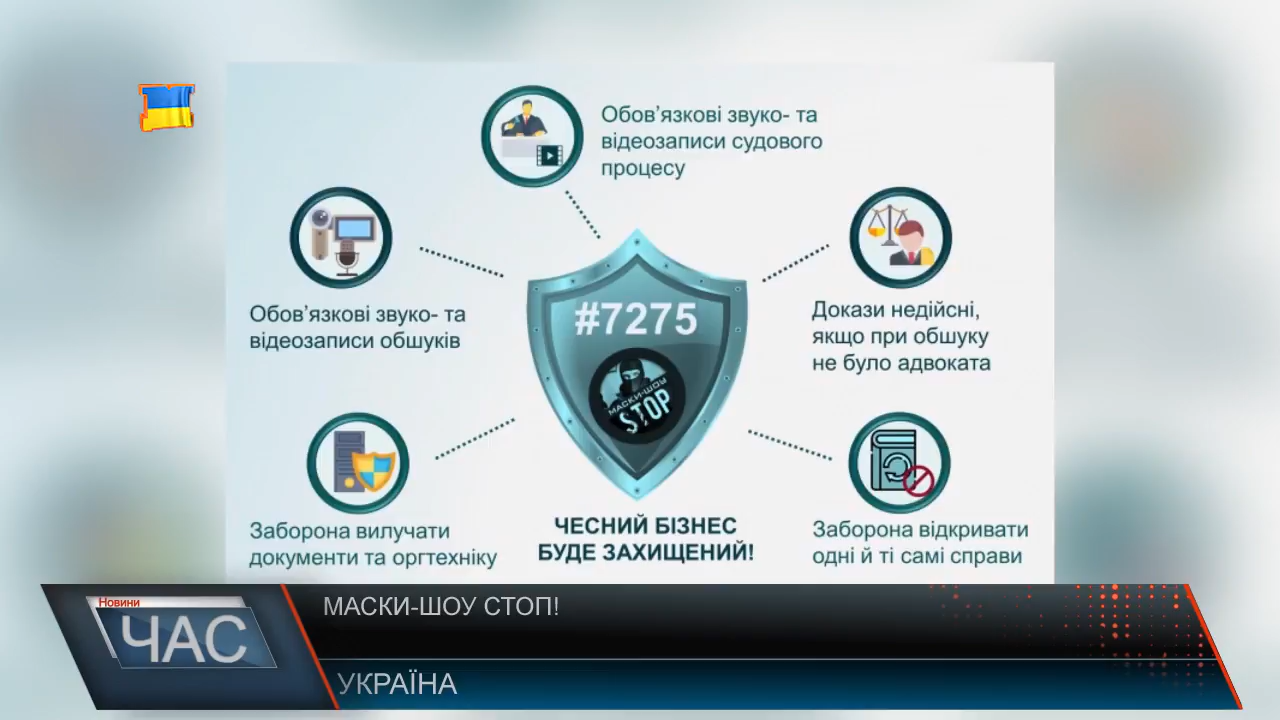 Обов'язкові звуко- та
відеозаписи судового
процесу
Обов'язкові звуко- та
відеозаписи обшуків
#7275
МАСКИ-ШОУ
STOP
Докази недійсні,
якщо при обшуку
не було адвоката
Заборона вилучати
документи та оргтехніку
ЧЕСНИЙ БІЗНЕС
БУДЕ ЗАХИЩЕНИЙ!
Заборона відкривати
одні й ті самі справи
Новини
ЧАС
МАСКИ-ШОУ СТОП!
УКРАЇНА